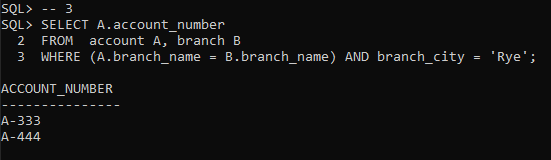 SQL> -- 3
SQL> SELECT A.account_number
  2  FROM  account A, branch B
  3  WHERE (A.branch_name = B.branch_name) AND branch_city = 'Rye';
ACCOUNT_NUMBER
---------------
A-333
A-444